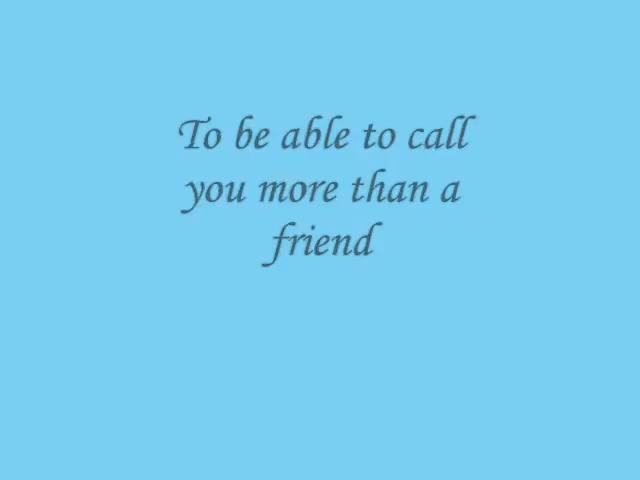 To be able to call
you more than a
friend